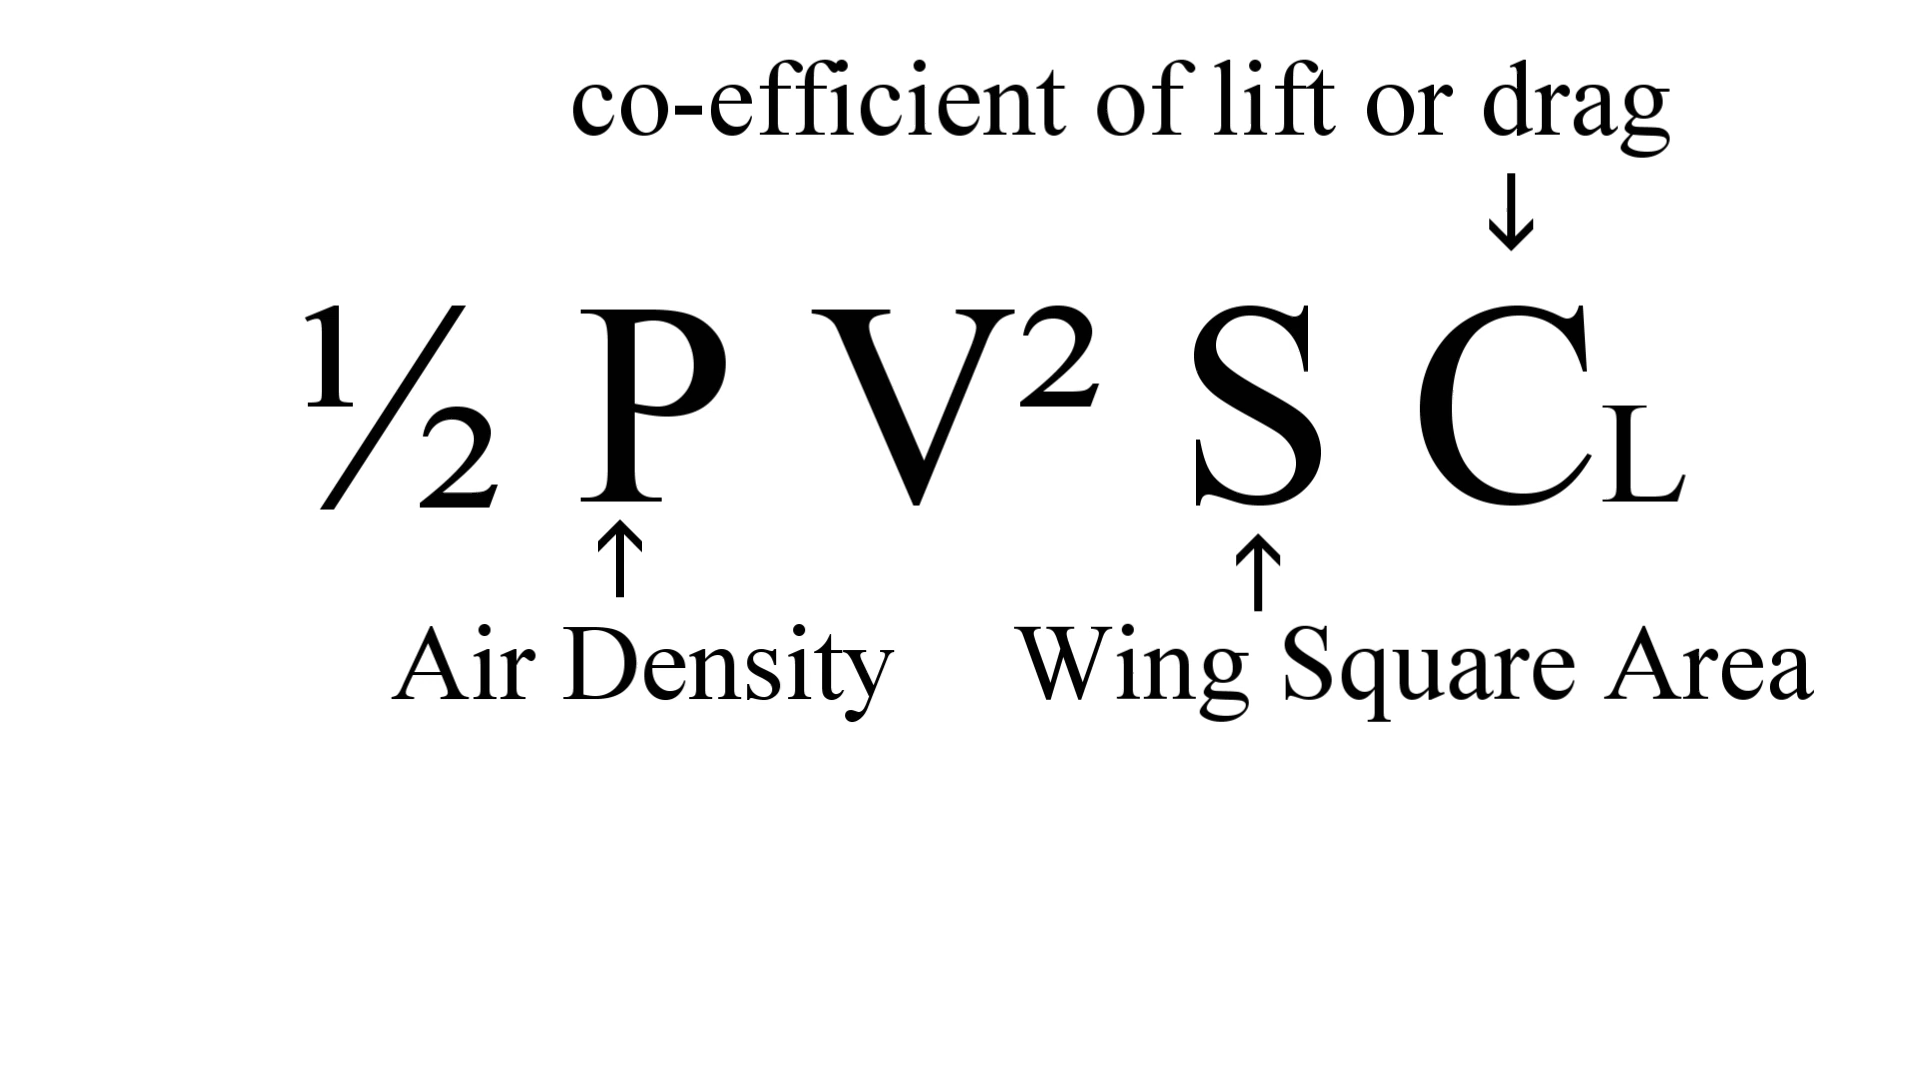 co-efficient of lift or drag
↓
½ P V² S CL
↑ ↑
Air Density Wing Square Area